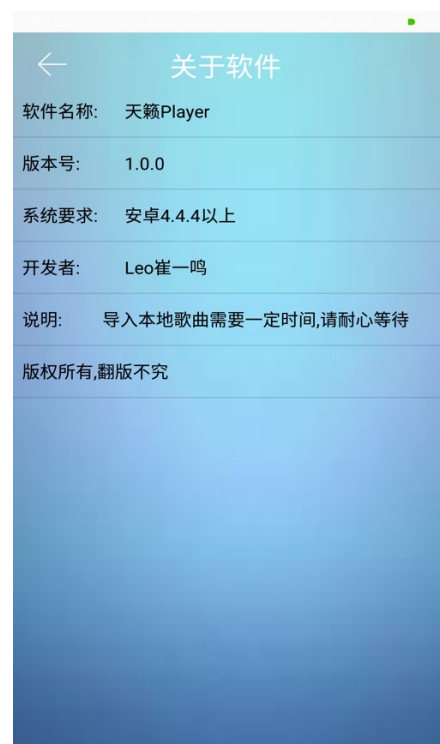 关于软件
软件名称: 天籁Player
版本号: 1.0.0
系统要求: 安卓4.4.4以上
开发者: Leo崔一鸣
说明: 导入本地歌曲需要一定时间,请耐心等待
版权所有,翻版不究